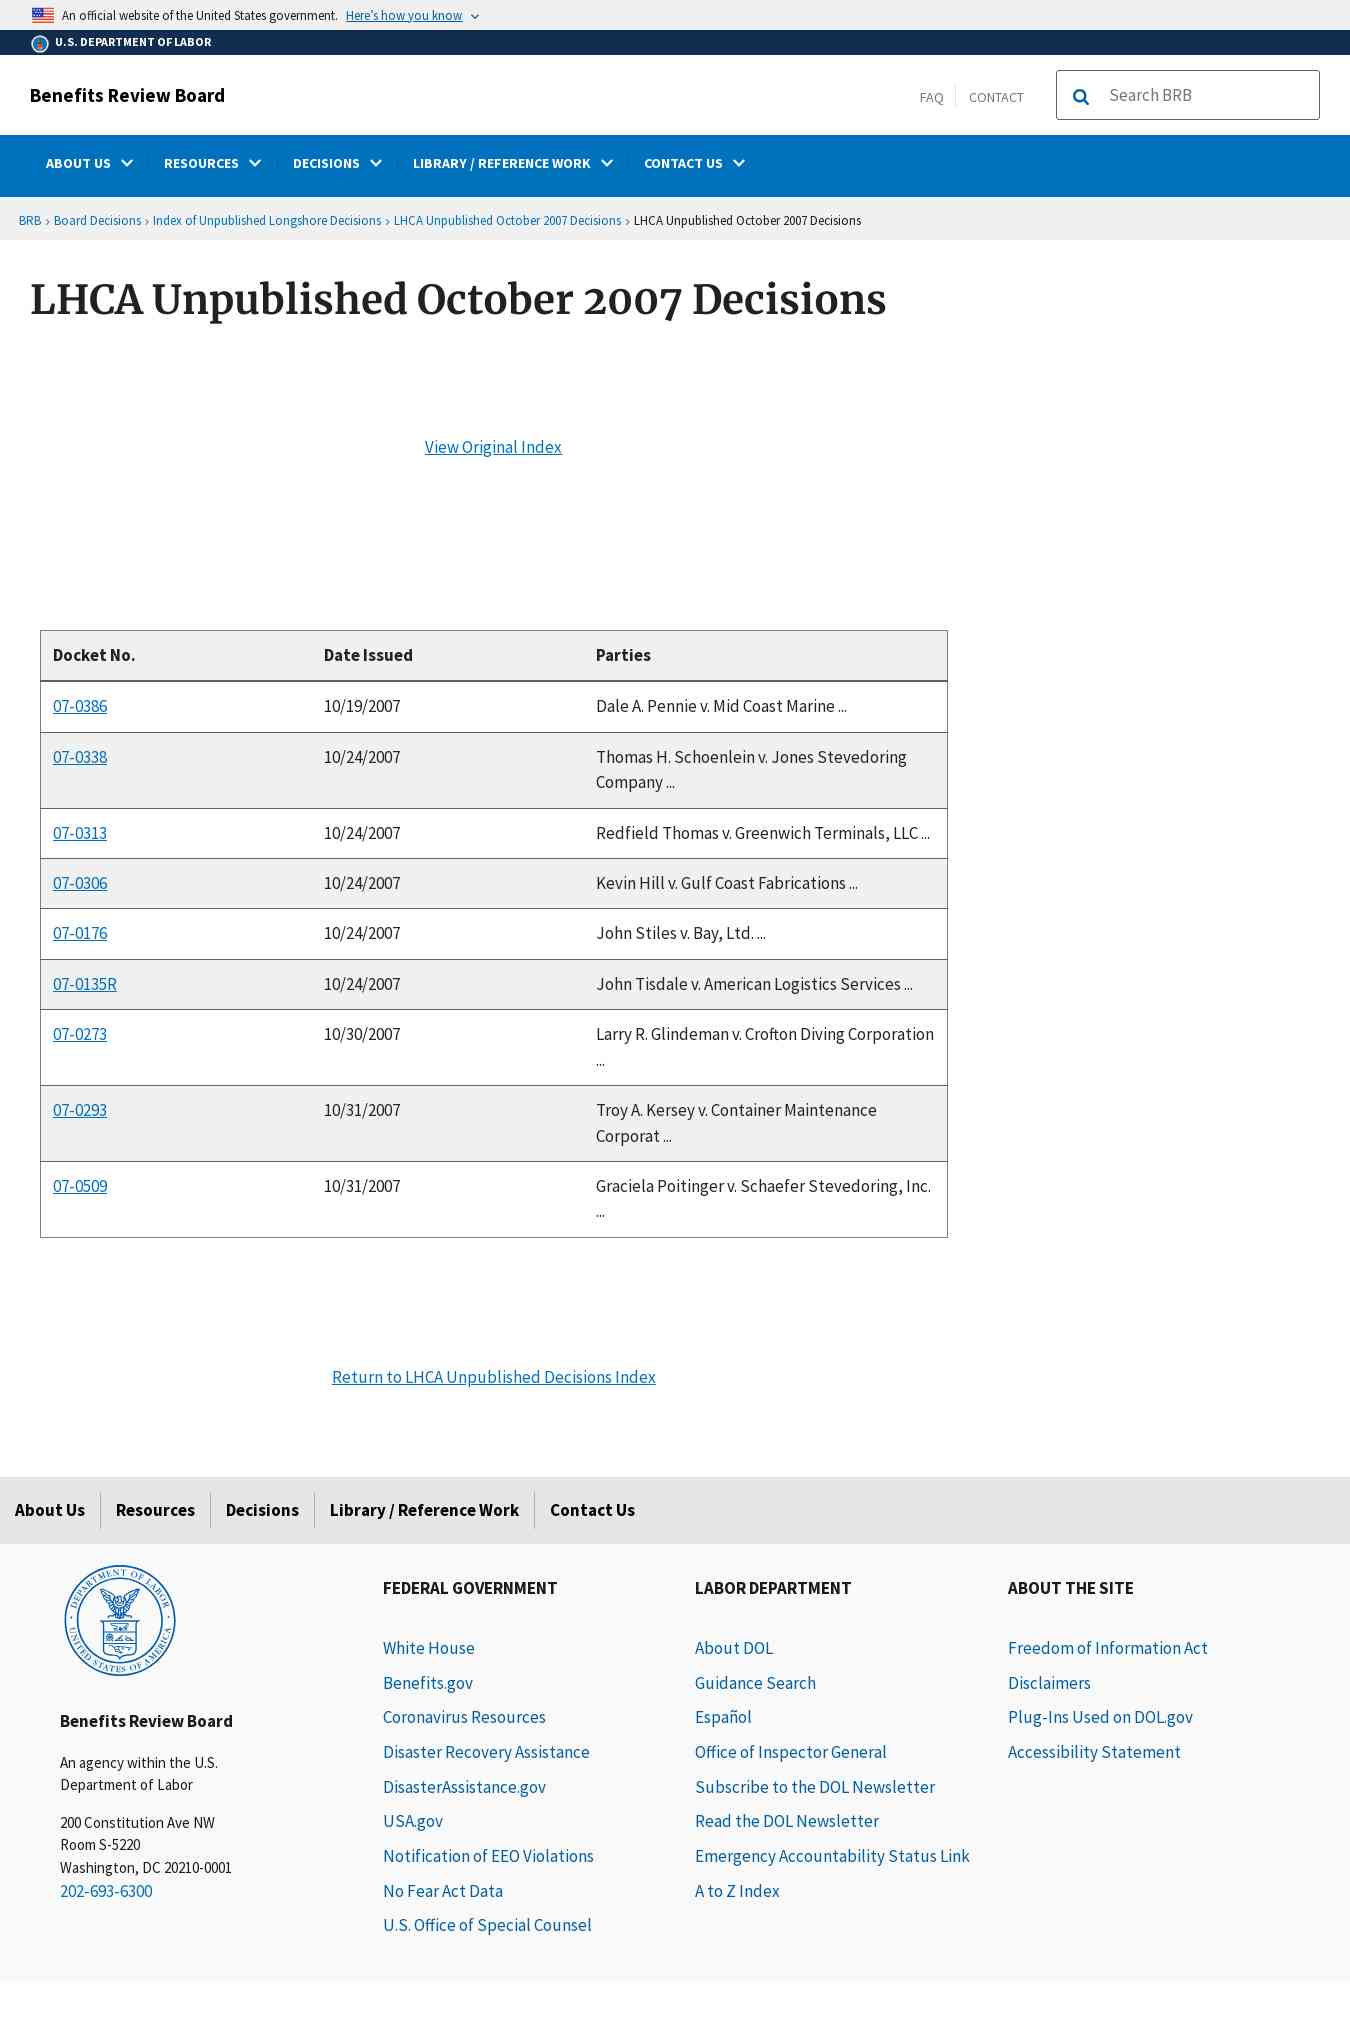 An official website of the United States government. Here's how you know
U.S. DEPARTMENT OF LABOR
Benefits Review Board
FAQ CONTACT
Search BRB
ABOUT US RESOURCES DECISIONS LIBRARY / REFERENCE WORK CONTACT US
BRB › Board Decisions › Index of Unpublished Longshore Decisions › LHCA Unpublished October 2007 Decisions › LHCA Unpublished October 2007 Decisions
LHCA Unpublished October 2007 Decisions
View Original Index
Docket No. Date Issued Parties
07-0386 10/19/2007 Dale A. Pennie v. Mid Coast Marine ...
07-0338 10/24/2007 Thomas H. Schoenlein v. Jones Stevedoring
Company ...
07-0313 10/24/2007 Redfield Thomas v. Greenwich Terminals, LLC ...
07-0306 10/24/2007 Kevin Hill v. Gulf Coast Fabrications ...
07-0176 10/24/2007 John Stiles v. Bay, Ltd. ...
07-0135R 10/24/2007 John Tisdale v. American Logistics Services ...
07-0273 10/30/2007 Larry R. Glindeman v. Crofton Diving Corporation
...
07-0293 10/31/2007 Troy A. Kersey v. Container Maintenance
Corporat ...
07-0509 10/31/2007 Graciela Poitinger v. Schaefer Stevedoring, Inc.
...
Return to LHCA Unpublished Decisions Index
About Us Resources Decisions Library / Reference Work Contact Us
DEPARTMENT OF LABOR
UNITED STATES OF AMERICA
Benefits Review Board
An agency within the U.S.
Department of Labor
200 Constitution Ave NW
Room S-5220
Washington, DC 20210-0001
202-693-6300
FEDERAL GOVERNMENT
White House
Benefits.gov
Coronavirus Resources
Disaster Recovery Assistance
DisasterAssistance.gov
USA.gov
Notification of EEO Violations
No Fear Act Data
U.S. Office of Special Counsel
LABOR DEPARTMENT
About DOL
Guidance Search
Español
Office of Inspector General
Subscribe to the DOL Newsletter
Read the DOL Newsletter
Emergency Accountability Status Link
A to Z Index
ABOUT THE SITE
Freedom of Information Act
Disclaimers
Plug-Ins Used on DOL.gov
Accessibility Statement